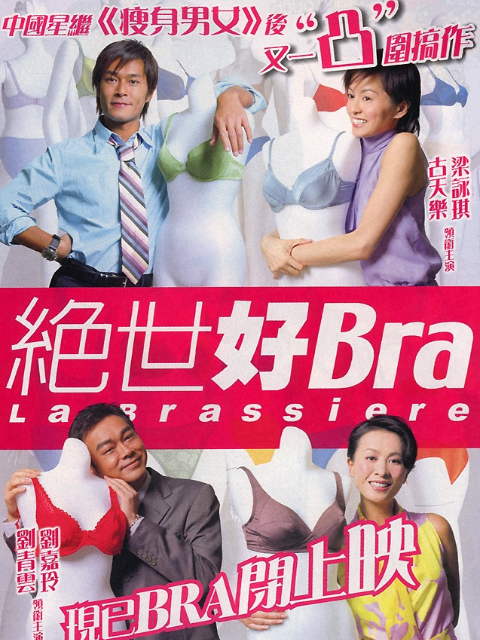 中國星繼《瘦身男女》後
又一“凸”圍搞作
梁詠琪
古天樂
領銜主演
絕世好Bra
La Brassiere
劉嘉玲
劉青雲
領銜主演
現已BRA閉上映